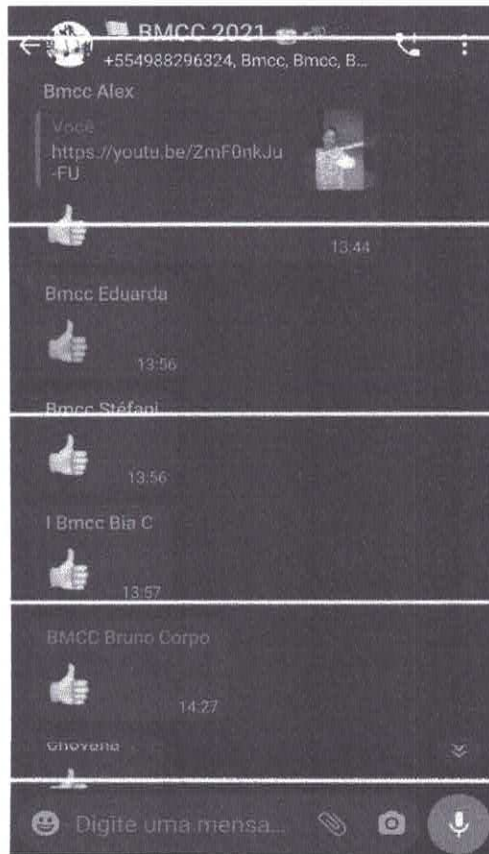 BMCC 2021
+554988296324, Bmcc, Bmcc, B...
Bmcc Alex
Você
https://youtu.be/ZmF0nkJu
-FU
13:44
Bmcc Eduarda
13:56
Bmcc Stéfani
13:56
I Bmcc Bia C
13:57
BMCC Bruno Corpo
14:27
Giovana
Digite uma mensa...